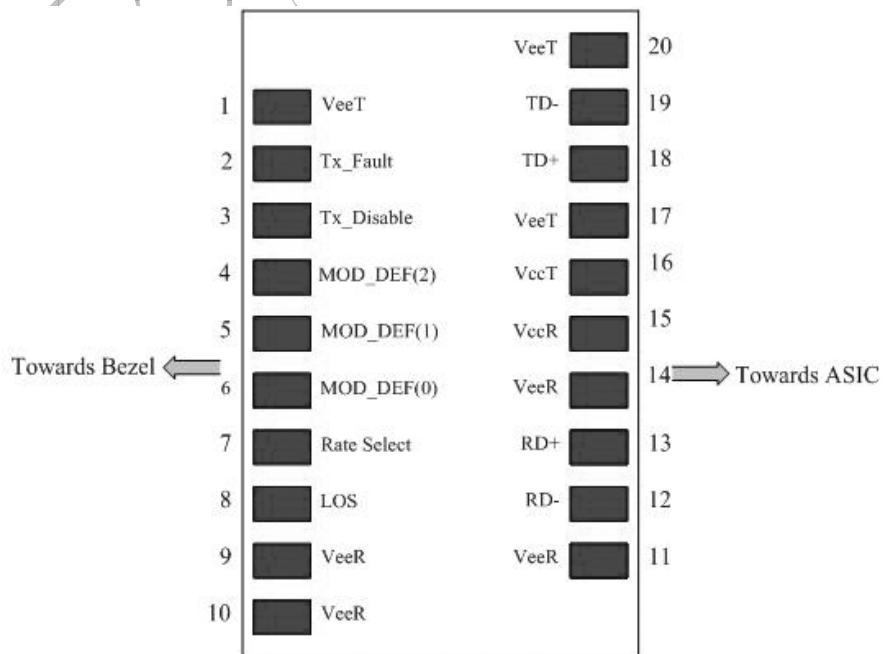 VeeT 20
1 VeeT TD- 19
2 Tx_Fault TD+ 18
3 Tx_Disable VeeT 17
4 MOD_DEF(2) VccT 16
5 MOD_DEF(1) VccR 15
Towards Bezel
6 MOD_DEF(0) VeeR 14
Towards ASIC
7 Rate Select RD+ 13
8 LOS RD- 12
9 VeeR VeeR 11
10 VeeR